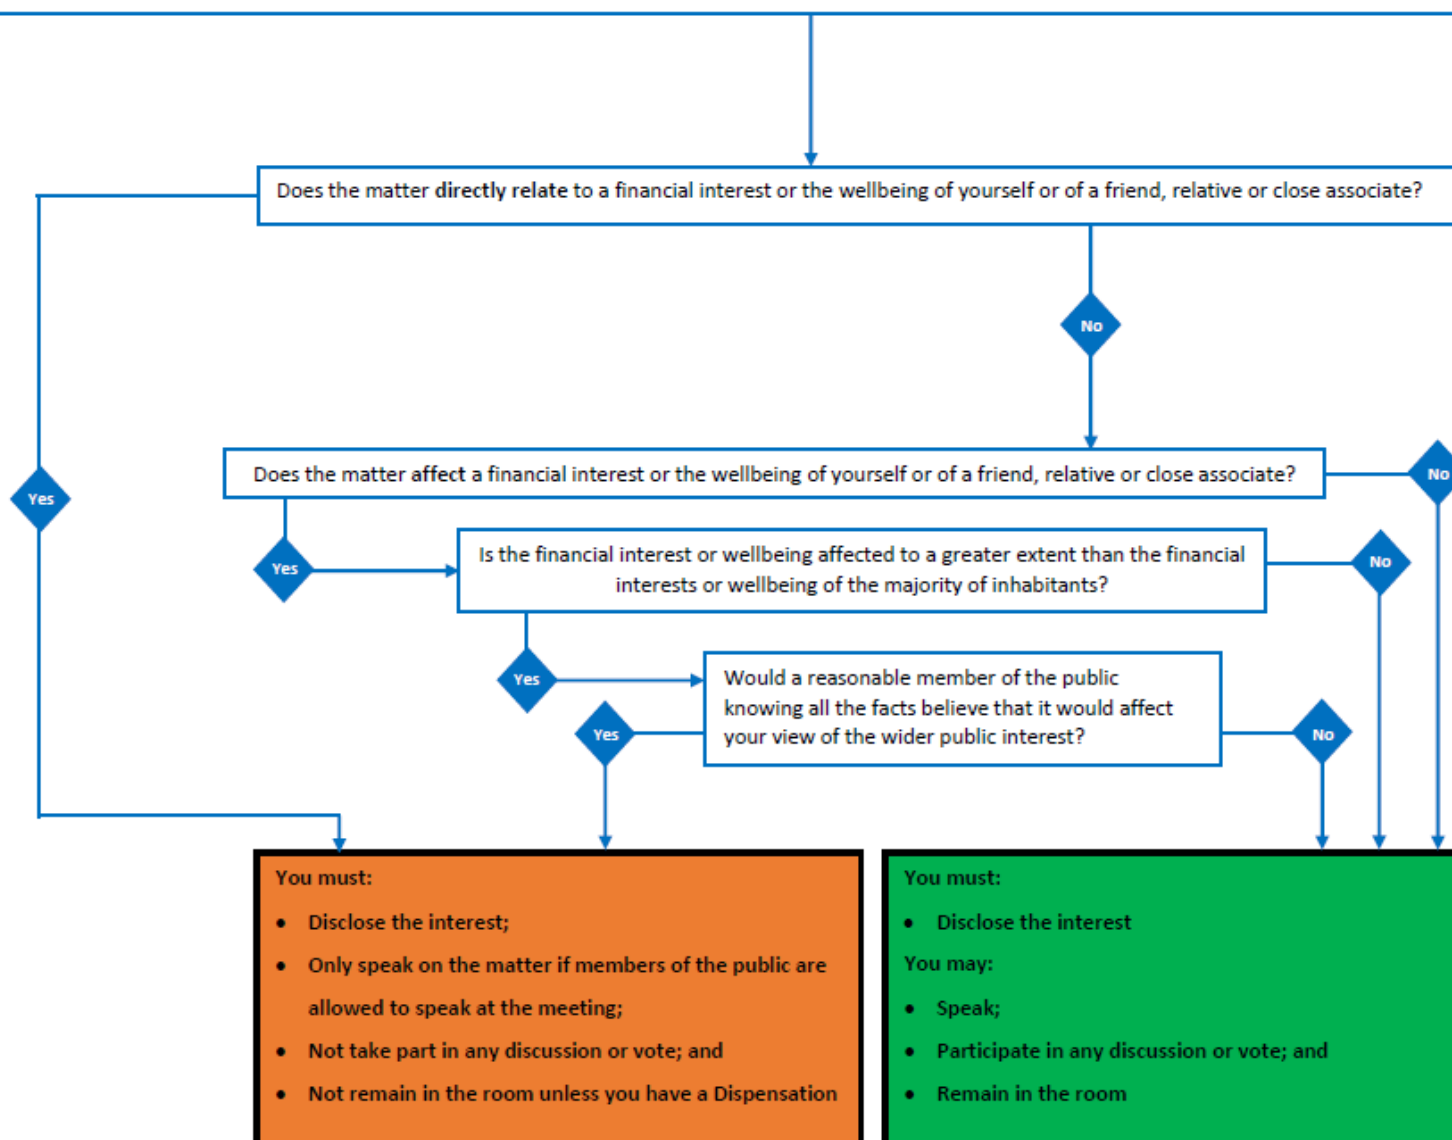 Does the matter directly relate to a financial interest or the wellbeing of yourself or of a friend, relative or close associate?
No
Does the matter affect a financial interest or the wellbeing of yourself or of a friend, relative or close associate?
No
Yes
Yes
Is the financial interest or wellbeing affected to a greater extent than the financial
interests or wellbeing of the majority of inhabitants?
No
Yes
Would a reasonable member of the public
knowing all the facts believe that it would affect
your view of the wider public interest?
Yes
No
You must:
• Disclose the interest;
• Only speak on the matter if members of the public are
allowed to speak at the meeting;
• Not take part in any discussion or vote; and
• Not remain in the room unless you have a Dispensation
You must:
• Disclose the interest
You may:
• Speak;
• Participate in any discussion or vote; and
• Remain in the room